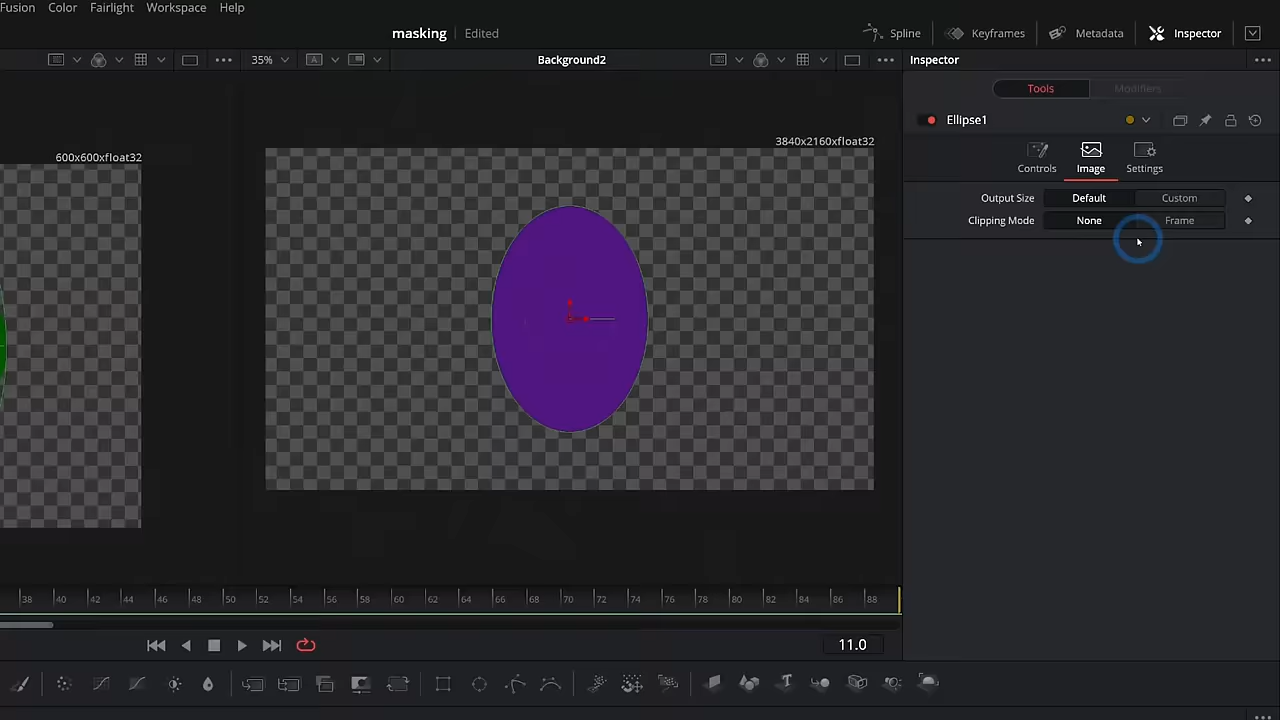 Fusion Color Fairlight Workspace Help
masking Edited
Spline Keyframes Metadata Inspector
35% Background2 Inspector
Tools Modifiers
Ellipse1
3840x2160xfloat32
600x600xfloat32
Controls Image Settings
Output Size Default Custom
Clipping Mode None Frame
38 40 42 44 46 48 50 52 54 56 58 60 62 64 66 68 70 72 74 76 78 80 82 84 86 88
11.0